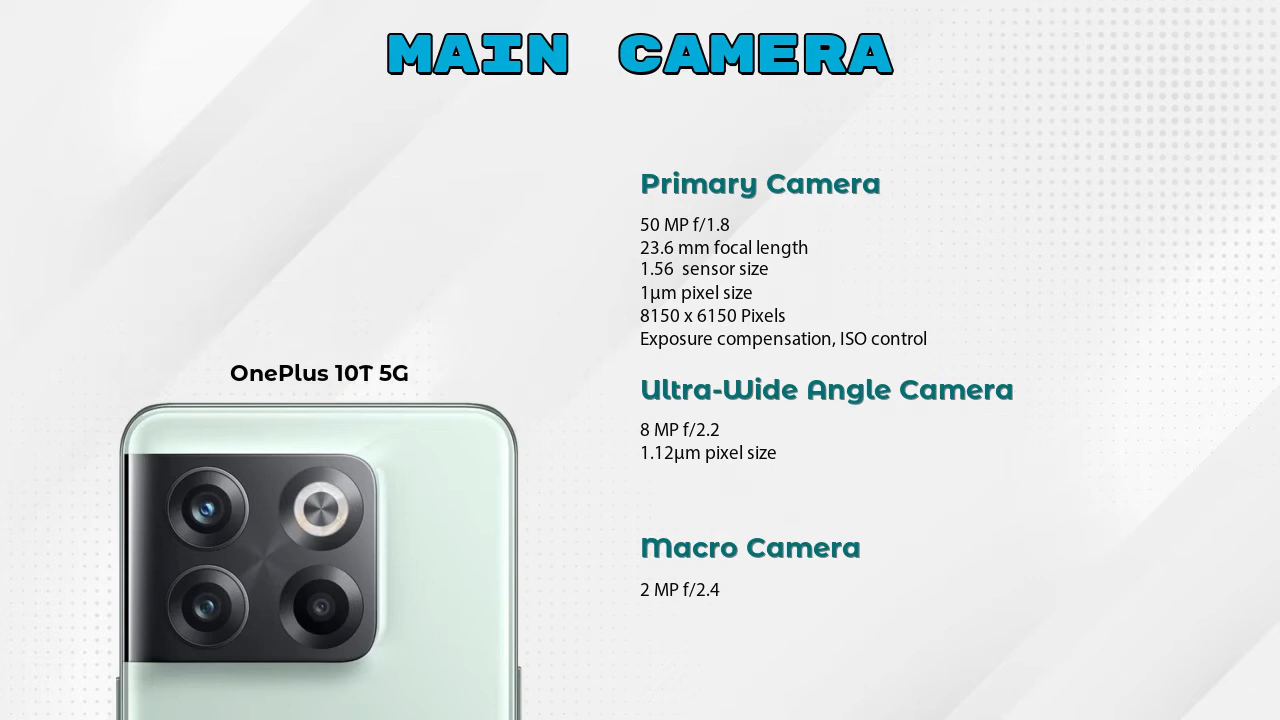 MAIN CAMERA
Primary Camera
50 MP f/1.8
23.6 mm focal length
1.56  sensor size
1µm pixel size
8150 x 6150 Pixels
Exposure compensation, ISO control
OnePlus 10T 5G
Ultra-Wide Angle Camera
8 MP f/2.2
1.12µm pixel size
Macro Camera
2 MP f/2.4